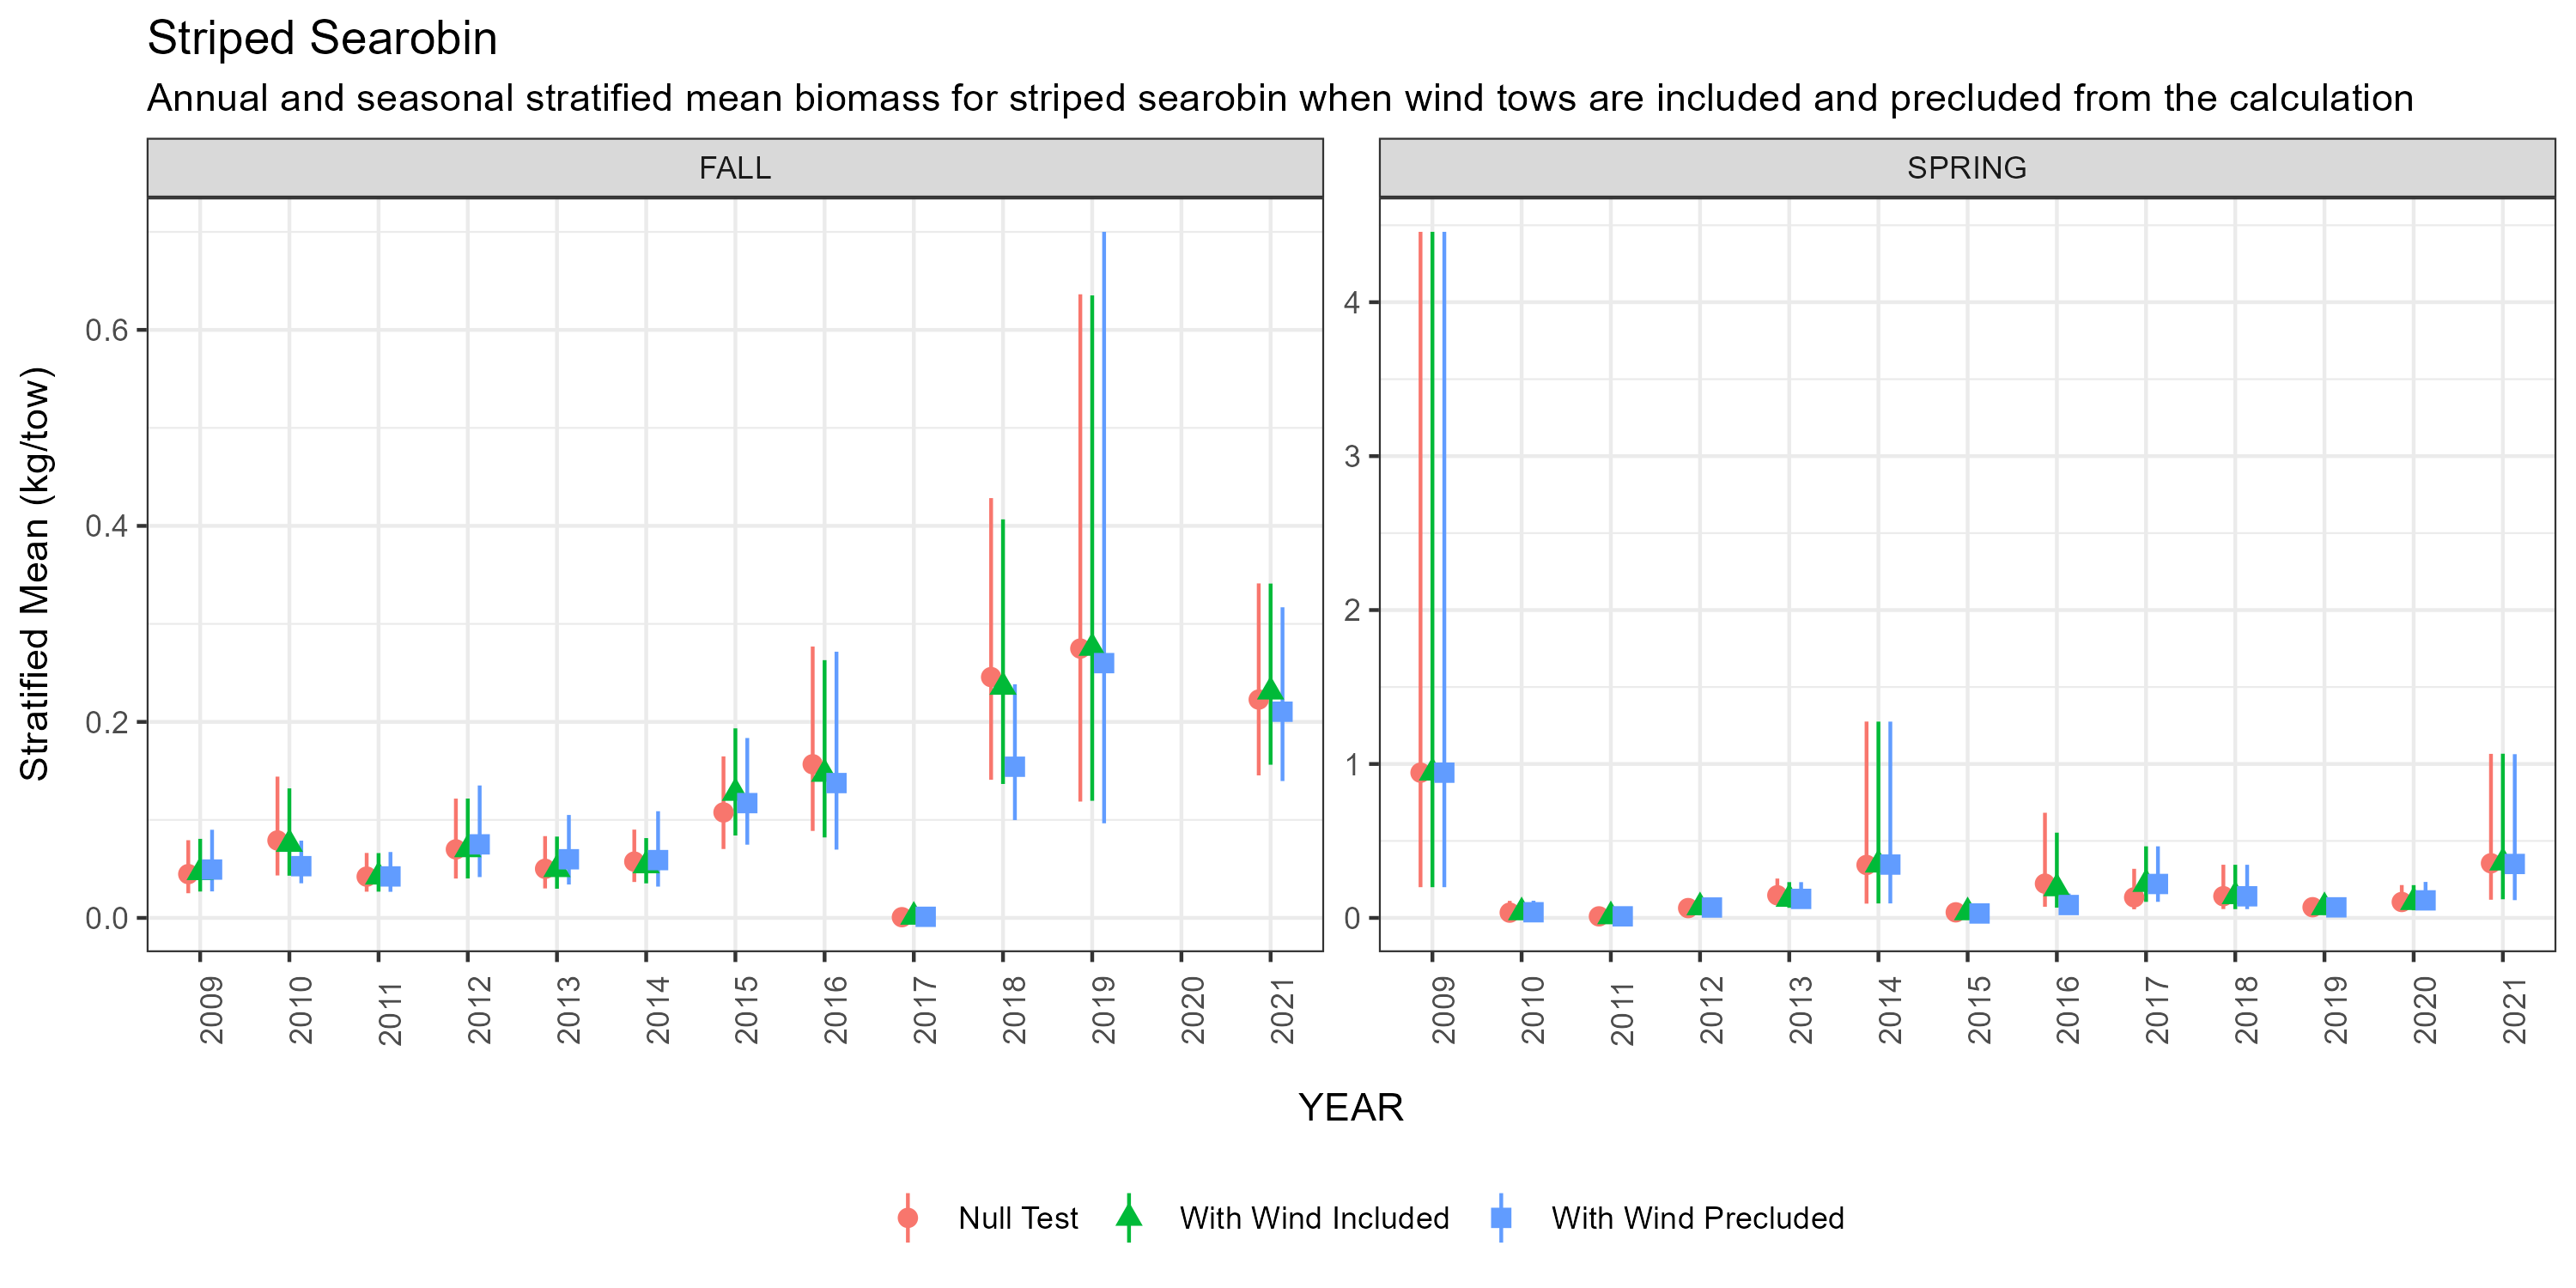 Striped Searobin
Annual and seasonal stratified mean biomass for striped searobin when wind tows are included and precluded from the calculation
FALL
SPRING
Stratified Mean (kg/tow)
0.6
0.4
0.2
0.0
4
3
2
1
0
2009 2010 2011 2012 2013 2014 2015 2016 2017 2018 2019 2020 2021
2009 2010 2011 2012 2013 2014 2015 2016 2017 2018 2019 2020 2021
YEAR
Null Test With Wind Included With Wind Precluded